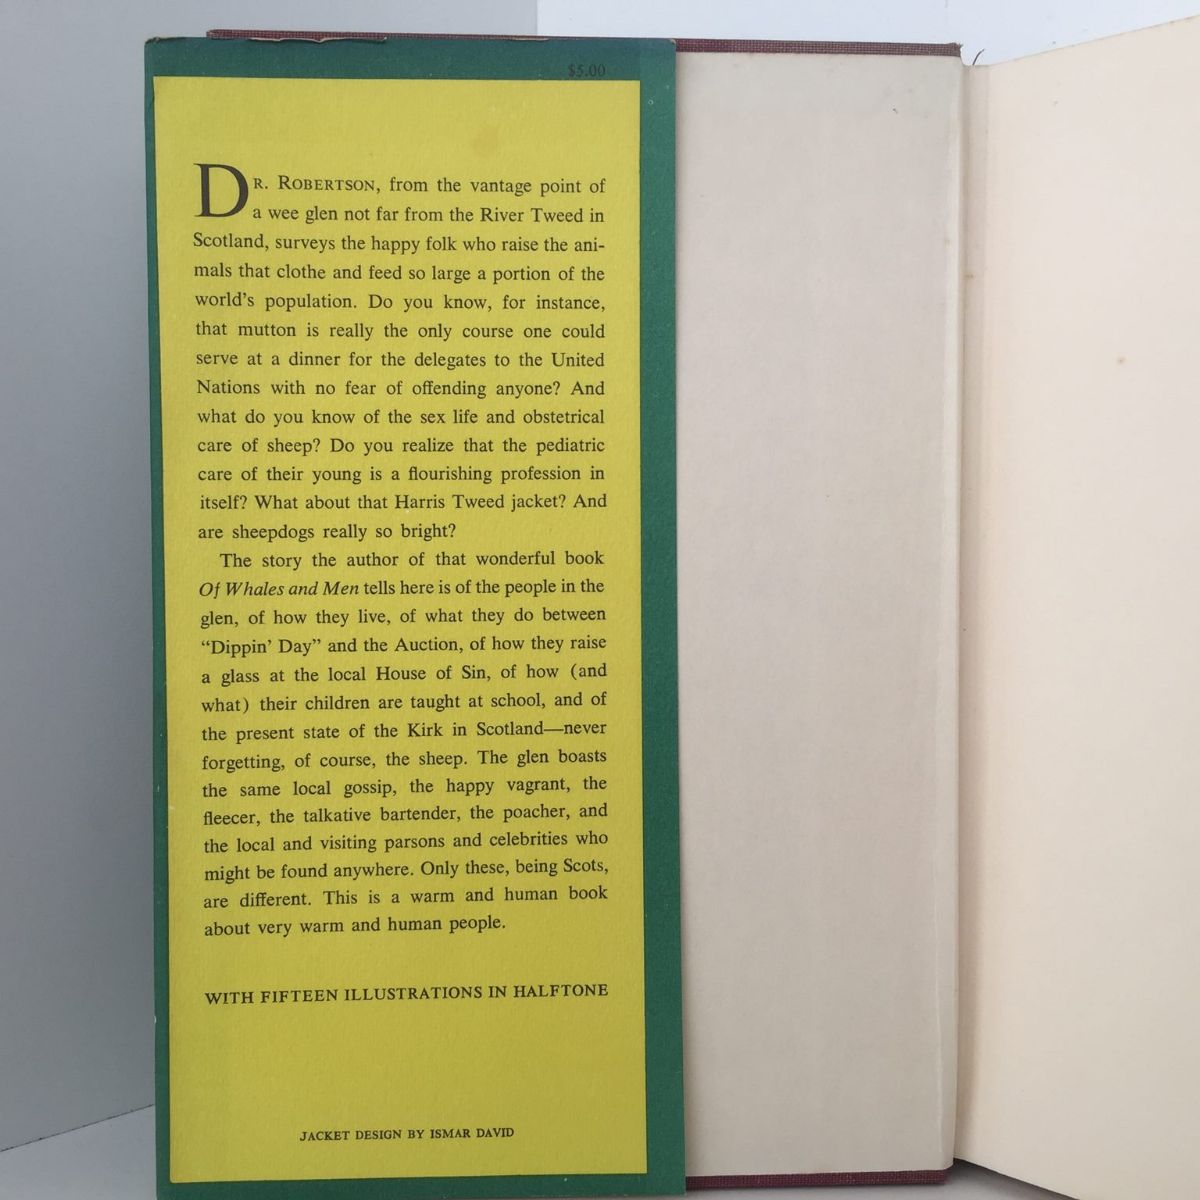 $5.00
DR. ROBERTSON, from the vantage point of
a wee glen not far from the River Tweed in
Scotland, surveys the happy folk who raise the ani-
mals that clothe and feed so large a portion of the
world's population. Do you know, for instance,
that mutton is really the only course one could
serve at a dinner for the delegates to the United
Nations with no fear of offending anyone? And
what do you know of the sex life and obstetrical
care of sheep? Do you realize that the pediatric
care of their young is a flourishing profession in
itself? What about that Harris Tweed jacket? And
are sheepdogs really so bright?
The story the author of that wonderful book
Of Whales and Men tells here is of the people in the
glen, of how they live, of what they do between
“Dippin' Day” and the Auction, of how they raise
a glass at the local House of Sin, of how (and
what) their children are taught at school, and of
the present state of the Kirk in Scotland—never
forgetting, of course, the sheep. The glen boasts
the same local gossip, the happy vagrant, the
fleecer, the talkative bartender, the poacher, and
the local and visiting parsons and celebrities who
might be found anywhere. Only these, being Scots,
are different. This is a warm and human book
about very warm and human people.
WITH FIFTEEN ILLUSTRATIONS IN HALFTONE
JACKET DESIGN BY ISMAR DAVID